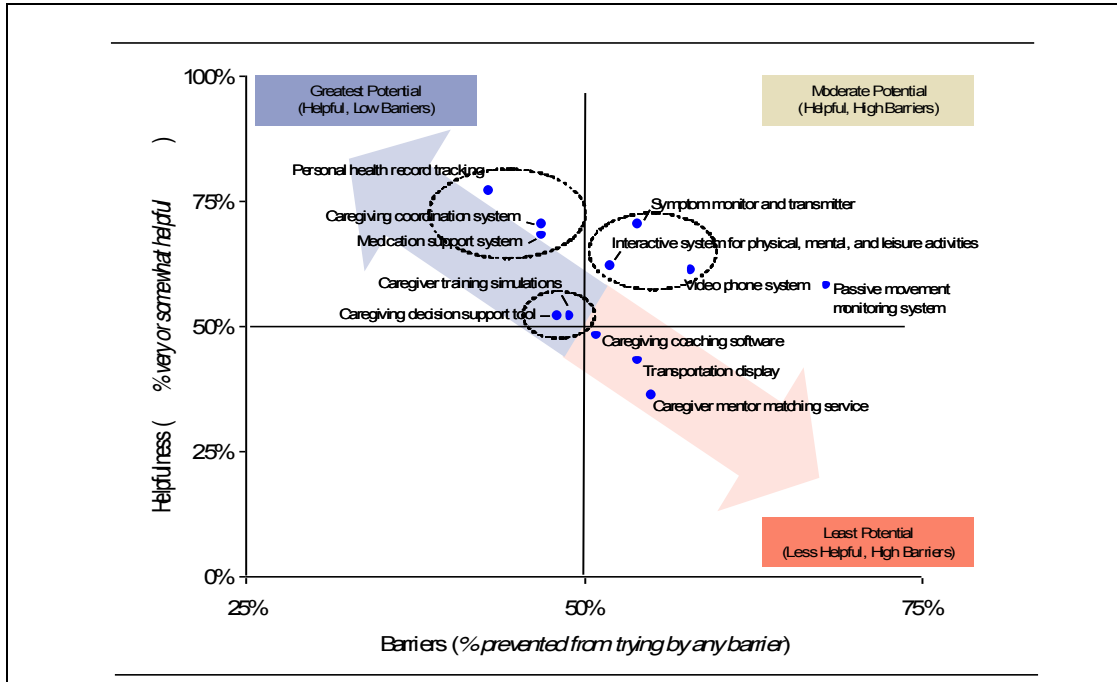 100%
Greatest Potential
(Helpful, Low Barriers)
Moderate Potential
(Helpful, High Barriers)
Personal health record tracking
75%
Symptom monitor and transmitter
Caregiving coordination system
Medication support system
Interactive system for physical, mental, and leisure activities
Caregiver training simulations
Video phone system
Passive movement
monitoring system
Caregiving decision support tool
50%
Caregiving coaching software
Transportation display
Caregiver mentor matching service
25%
Least Potential
(Less Helpful, High Barriers)
0%
25%
50%
75%
Helpfulness ( % very or somewhat helpful )
Barriers (% prevented from trying by any barrier)